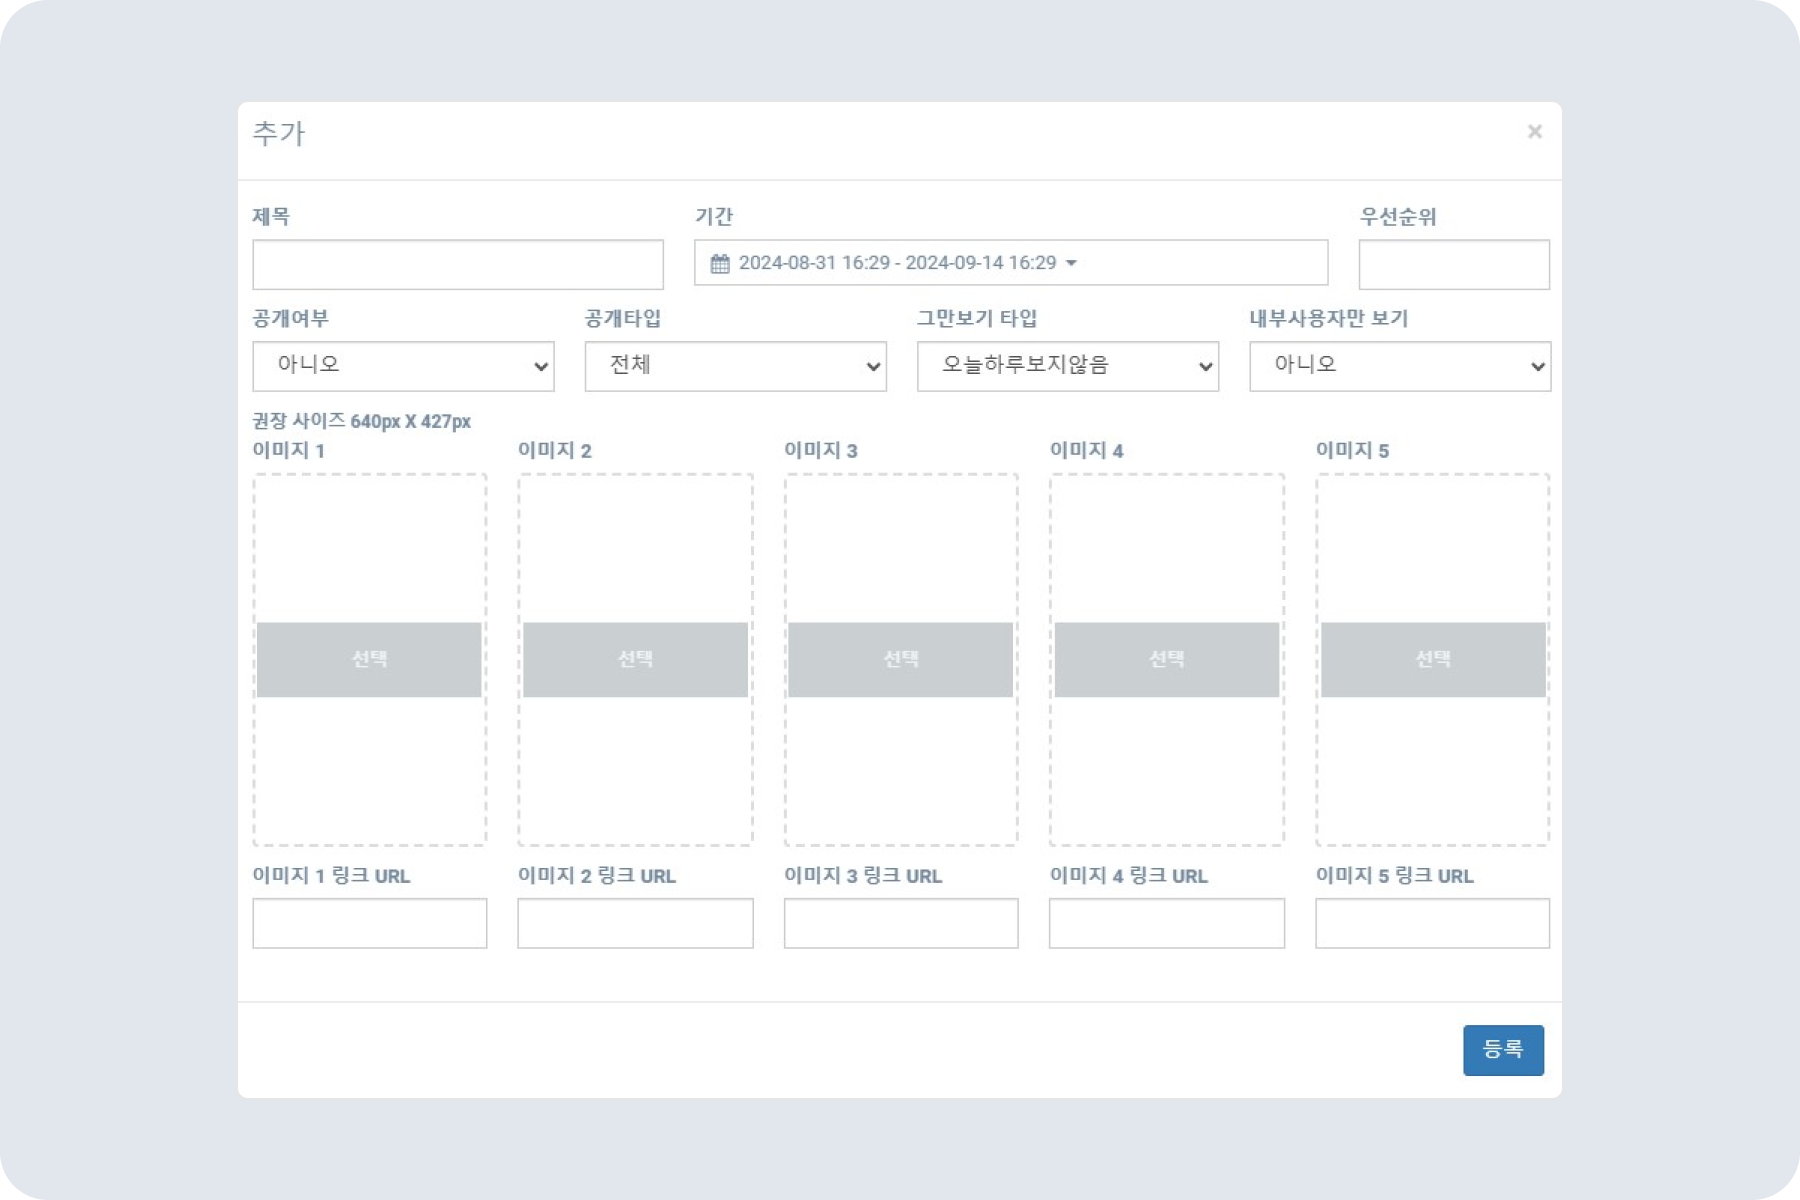 추가
×
제목 기간 우선순위
2024-08-31 16:29 - 2024-09-14 16:29
공개여부 공개타입 그만보기 타입 내부사용자만 보기
아니오 전체 오늘하루보지않음 아니오
권장 사이즈 640px X 427px
이미지 1 이미지 2 이미지 3 이미지 4 이미지 5
선택 선택 선택 선택 선택
이미지 1 링크 URL 이미지 2 링크 URL 이미지 3 링크 URL 이미지 4 링크 URL 이미지 5 링크 URL
등록